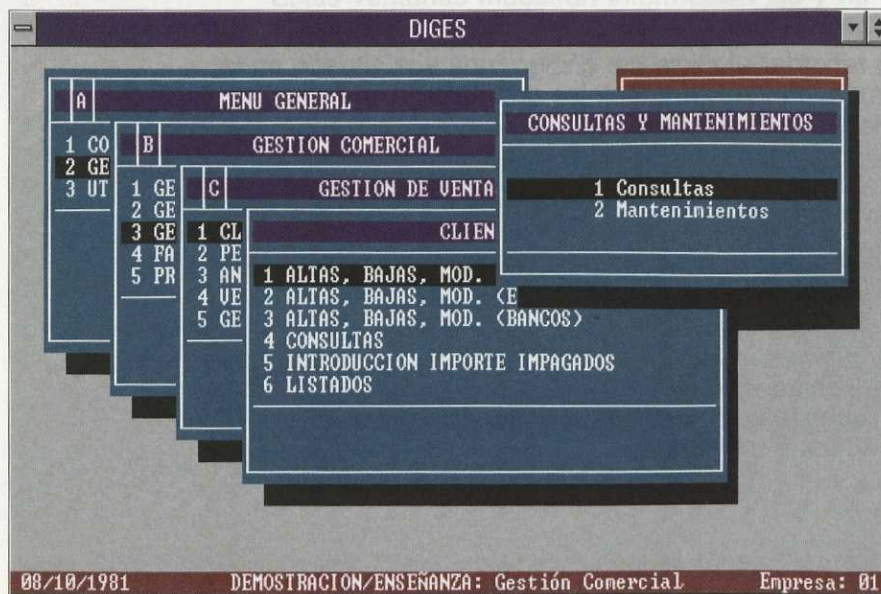 DIGES
A MENU GENERAL
1 CO
2 GE
3 UT
B GESTION COMERCIAL
1 GE
2 GE
3 GE
4 FA
5 PR
C GESTION DE VENTA
1 CL
2 PE
3 AN
4 VE
5 GE
CLIEN
1 ALTAS, BAJAS, MOD.
2 ALTAS, BAJAS, MOD. (E
3 ALTAS, BAJAS, MOD. (BANCOS)
4 CONSULTAS
5 INTRODUCCION IMPORTE IMPAGADOS
6 LISTADOS
CONSULTAS Y MANTENIMIENTOS
1 Consultas
2 Mantenimientos
08/10/1981 DEMOSTRACION/ENSEÑANZA: Gestión Comercial Empresa: 01